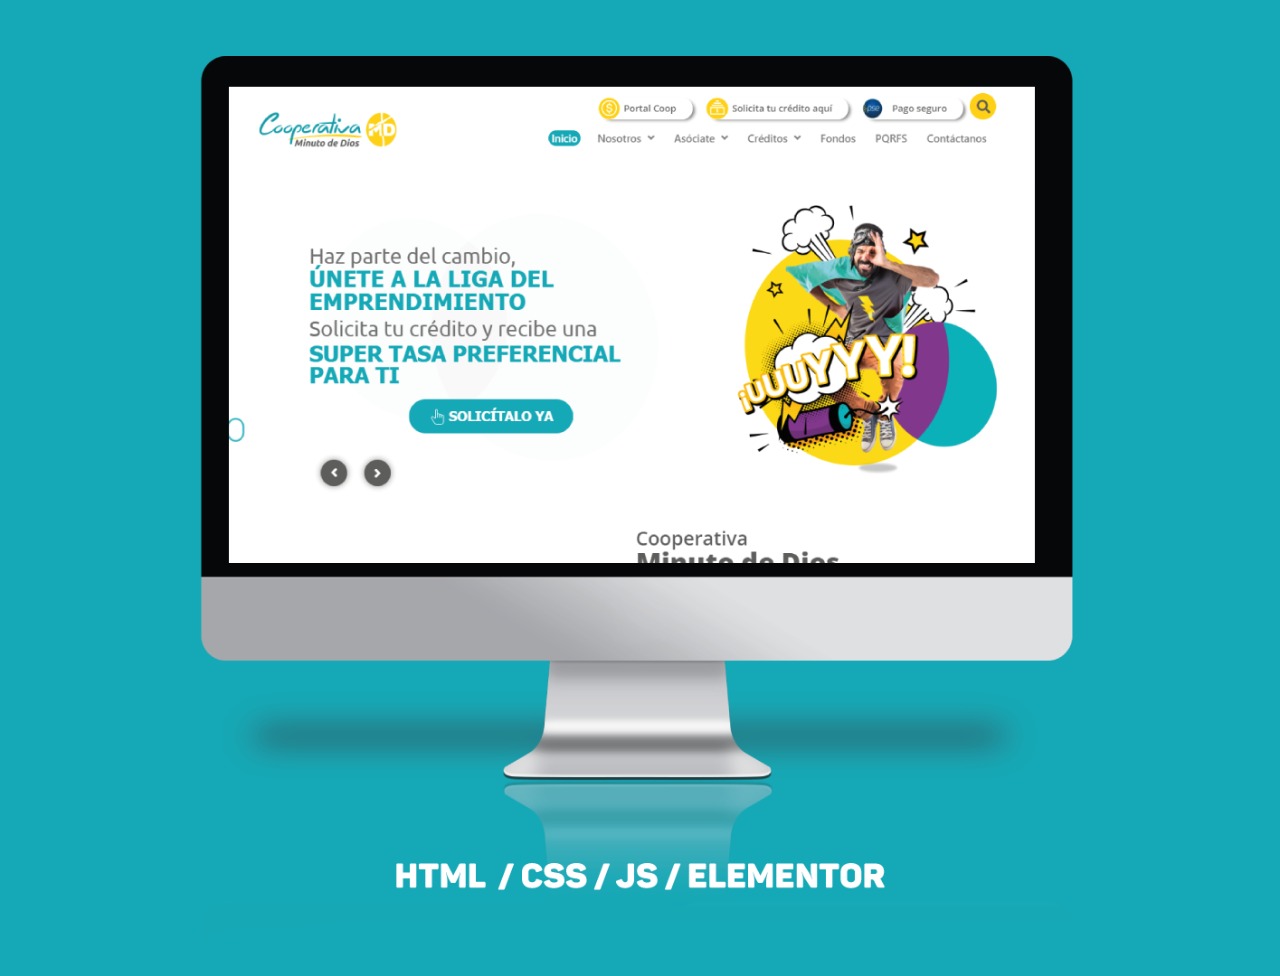 Cooperativa
Minuto de Dios
MD
Portal Coop
Solicita tu crédito aquí
pse
Pago seguro
Inicio
Nosotros
Asóciate
Créditos
Fondos
PQRFS
Contáctanos
Haz parte del cambio,
ÚNETE A LA LIGA DEL
EMPRENDIMIENTO
Solicita tu crédito y recibe una
SUPER TASA PREFERENCIAL
PARA TI
SOLICÍTALO YA
¡UUUYYY!
Cooperativa
Minuto de Dios
HTML / CSS / JS / ELEMENTOR